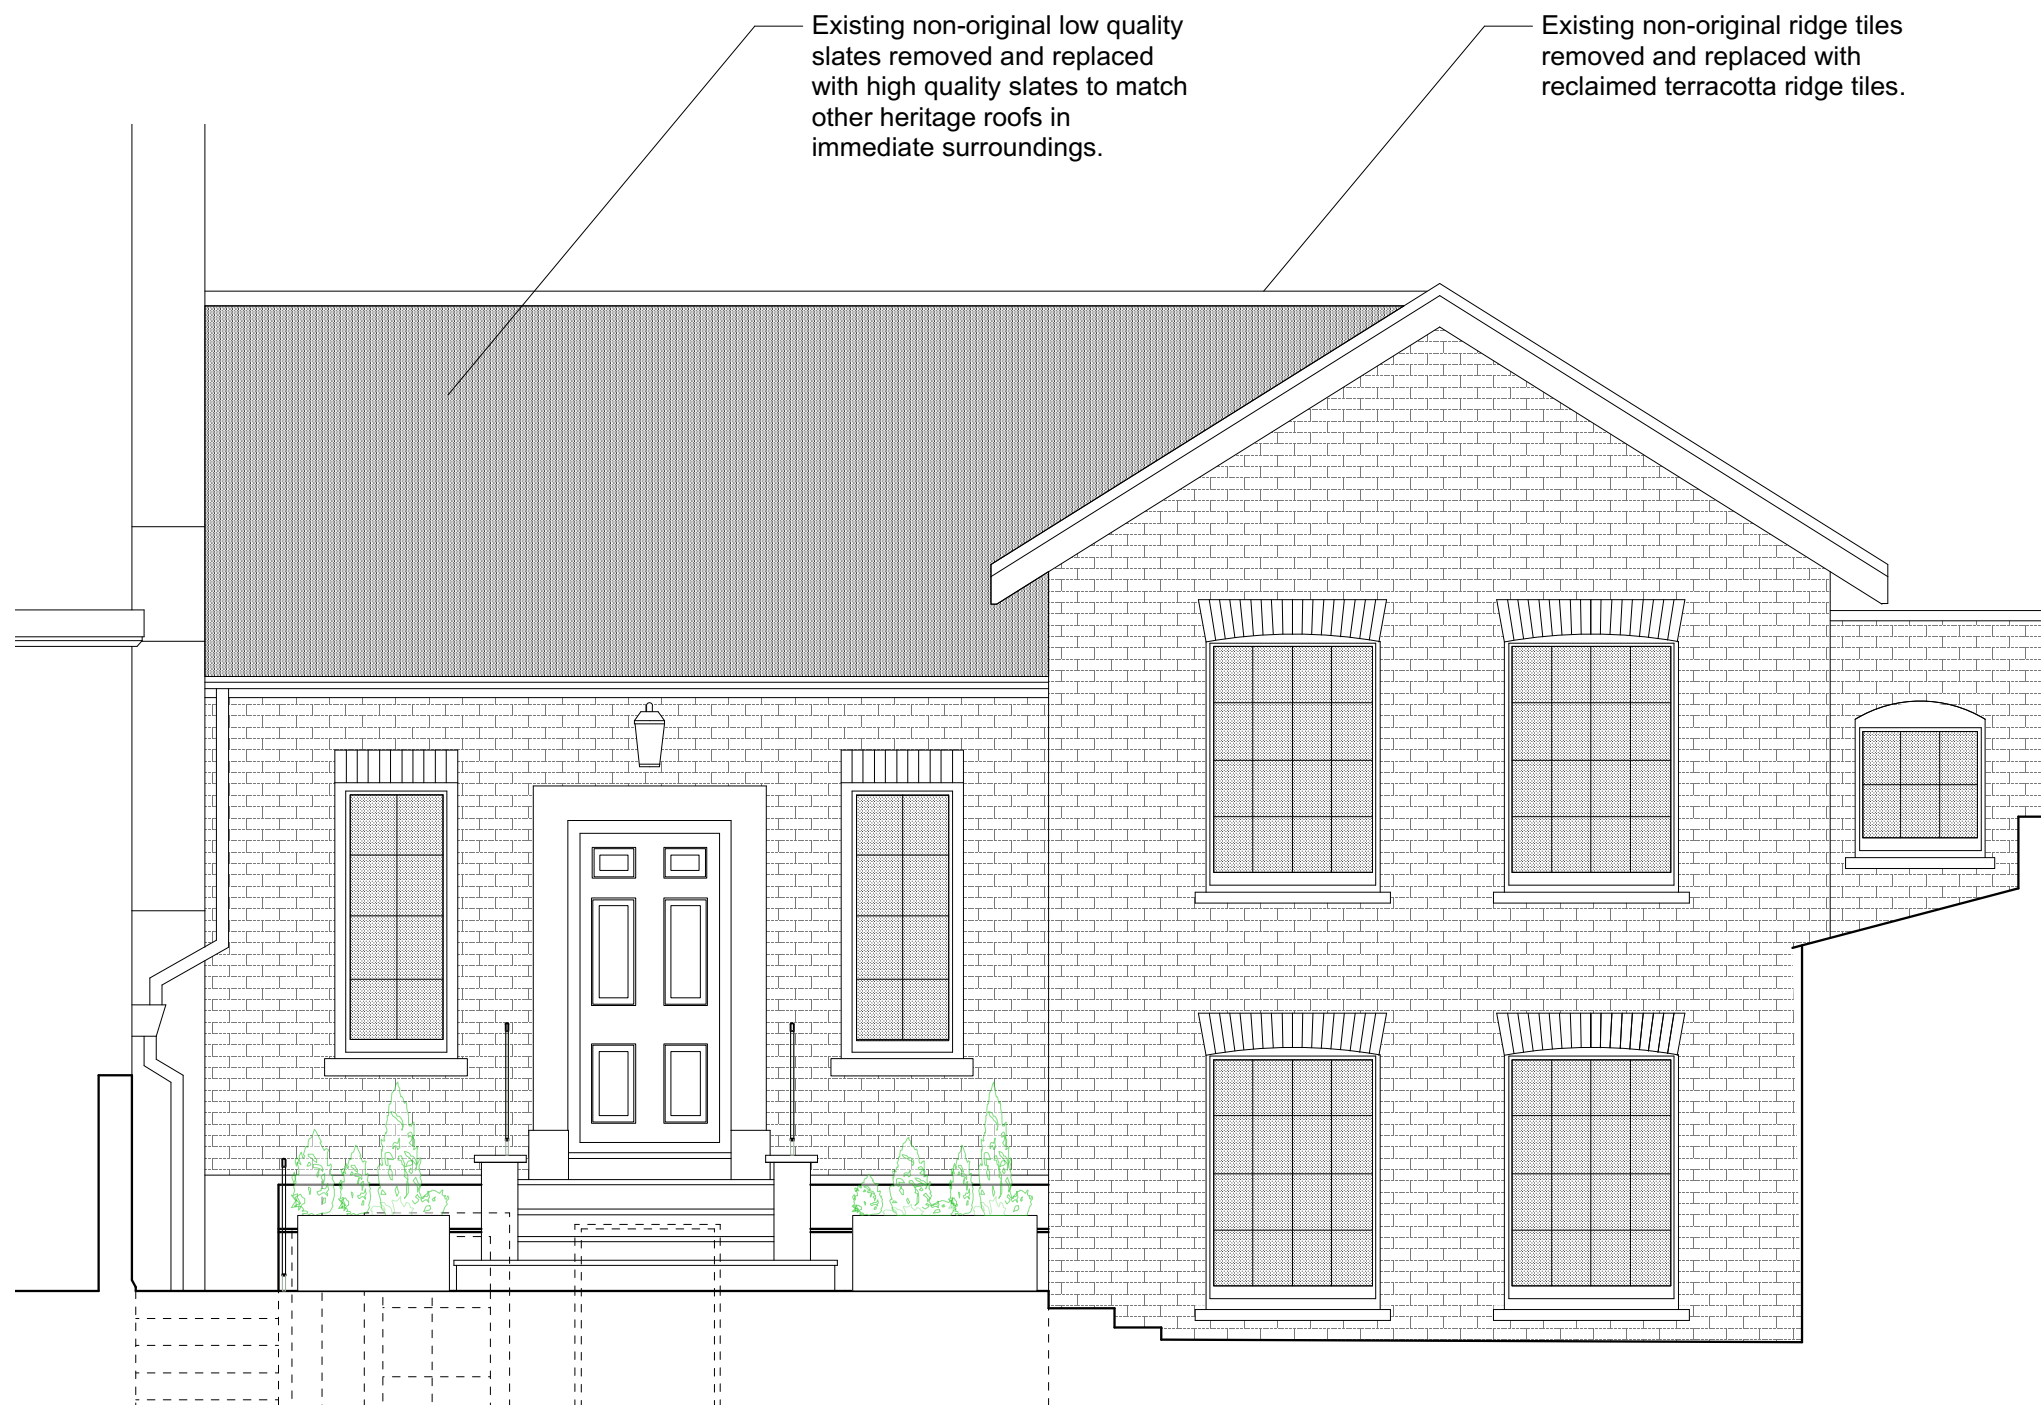 Existing non-original low quality
slates removed and replaced
with high quality slates to match
other heritage roofs in
immediate surroundings.
Existing non-original ridge tiles
removed and replaced with
reclaimed terracotta ridge tiles.